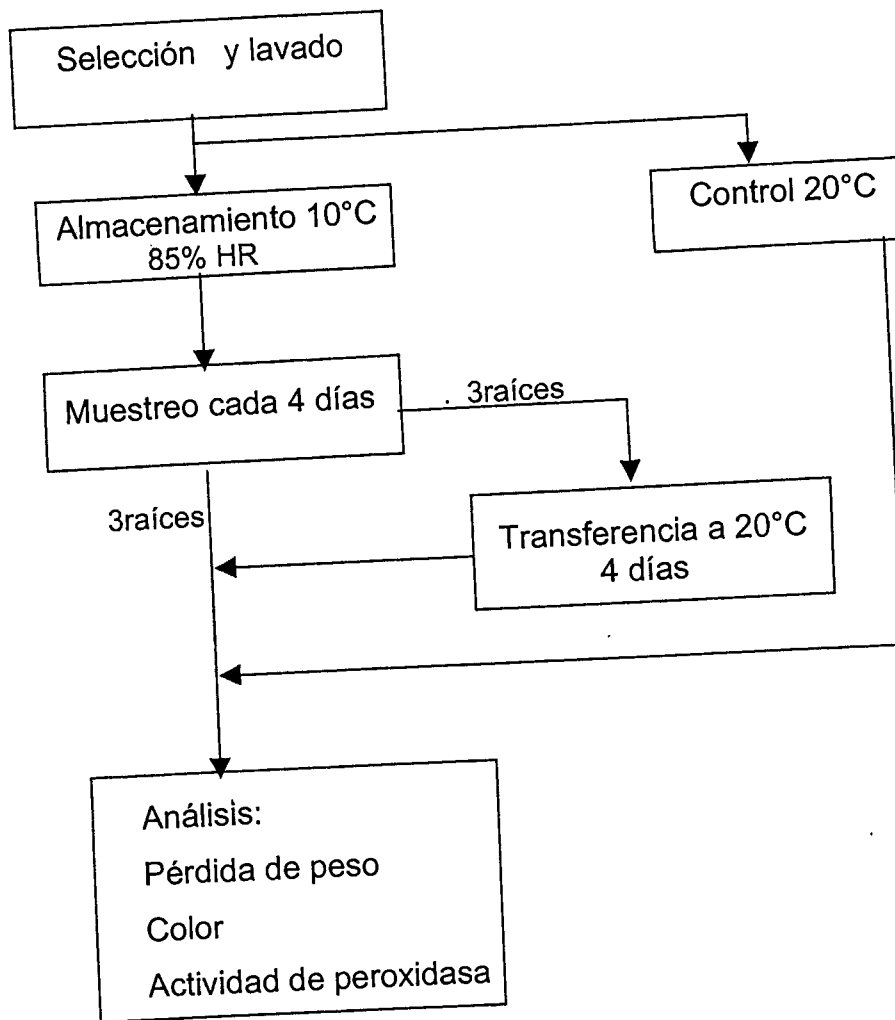 Selección y lavado
Almacenamiento 10°C
85% HR
Control 20°C
Muestreo cada 4 días
3raíces
3raíces
Transferencia a 20°C
4 días
Análisis:
Pérdida de peso
Color
Actividad de peroxidasa